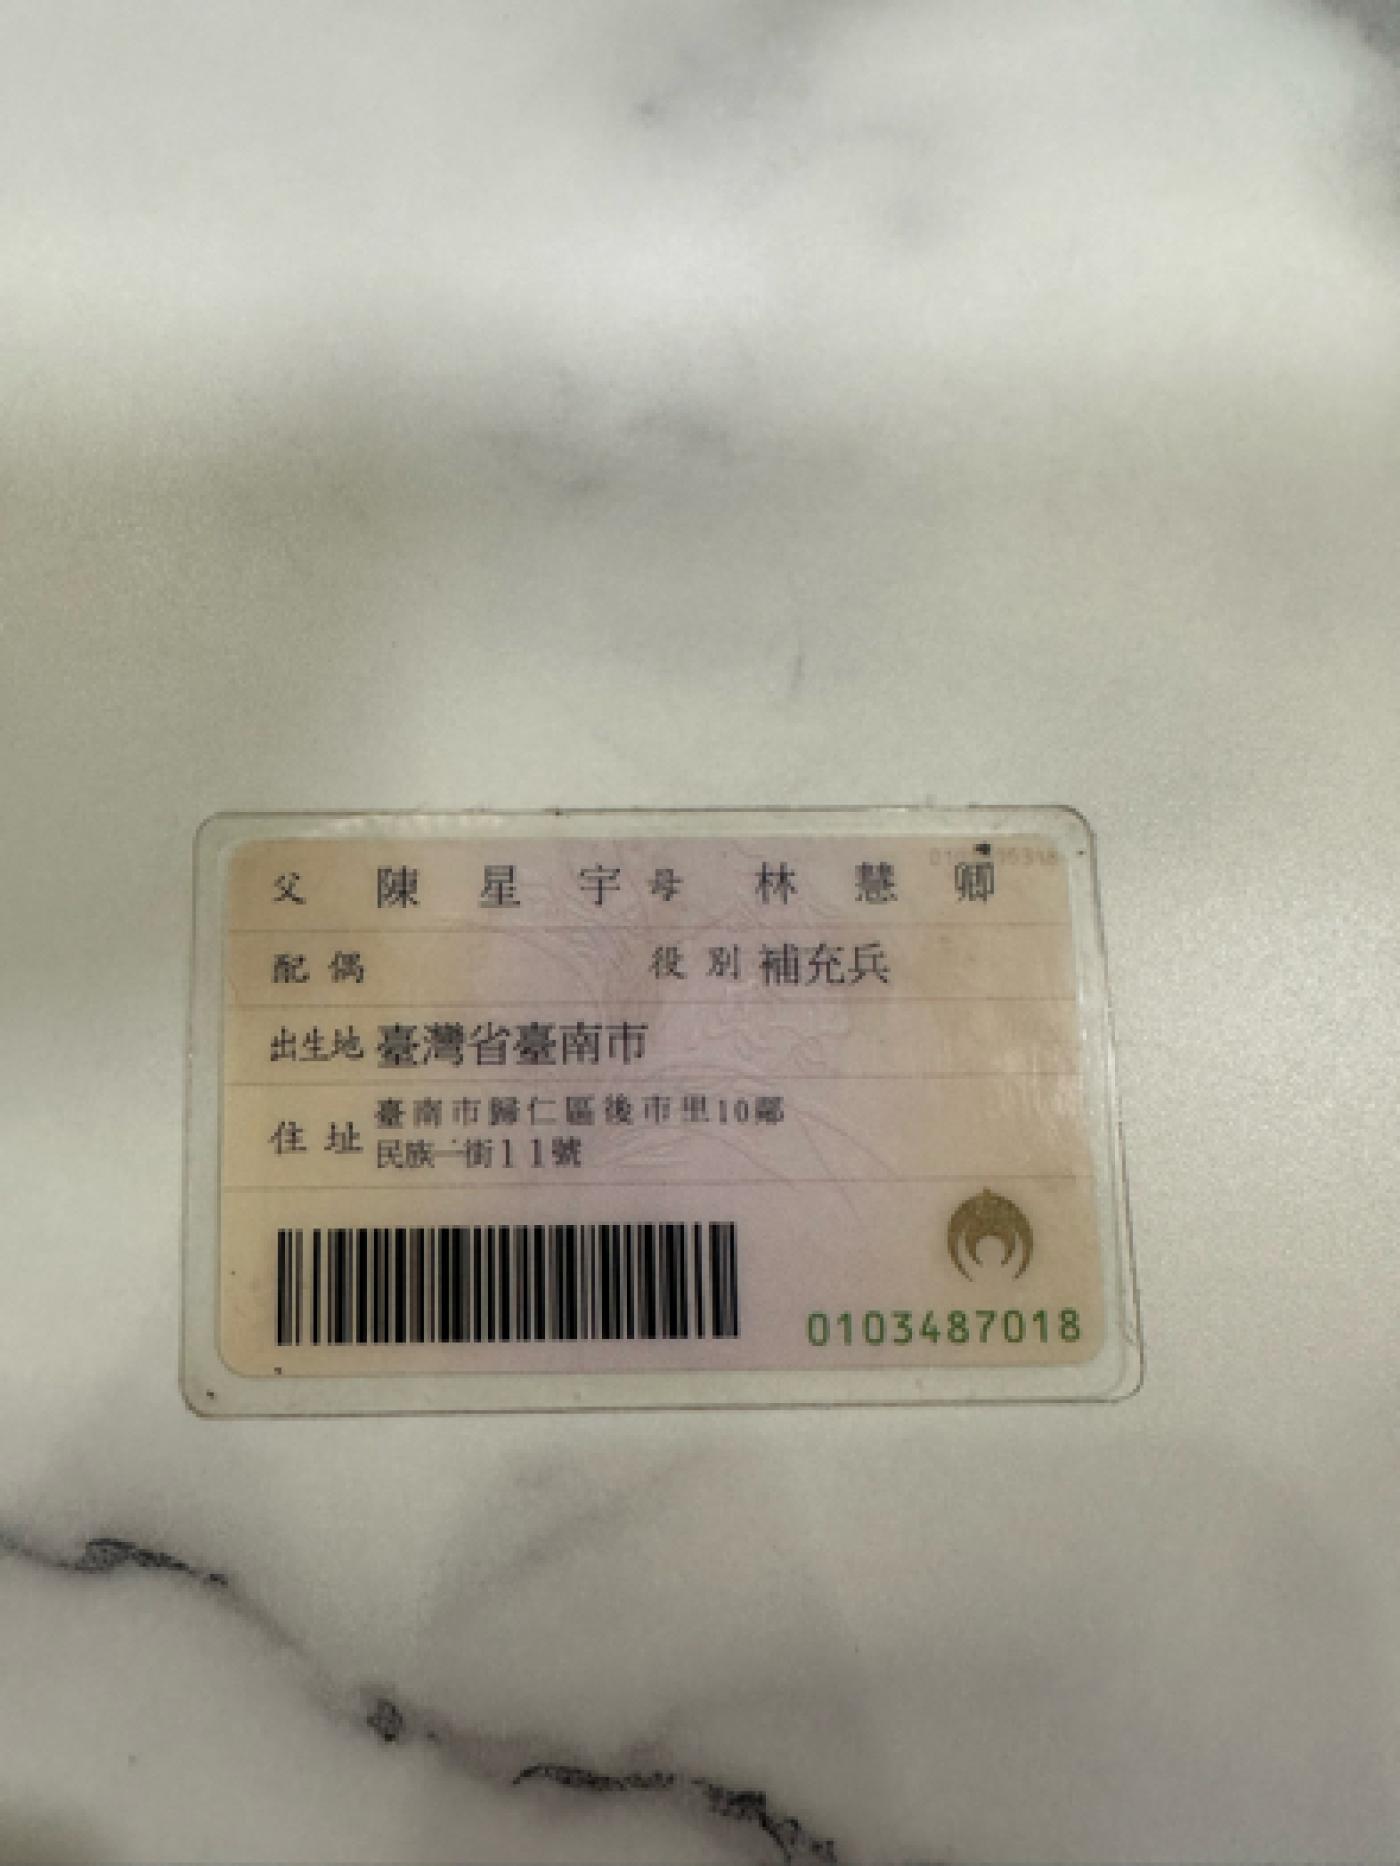 父 陳星宇 母 林慧卿
配偶 役別 補充兵
出生地 臺灣省臺南市
住址 臺南市歸仁區後市里10鄰
民族一街11號
0103487018